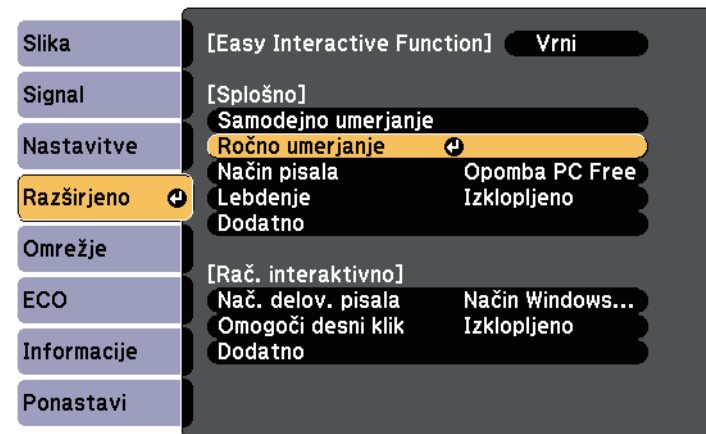 Slika
Signal
Nastavitve
Razširjeno
Omrežje
ECO
Informacije
Ponastavi
[Easy Interactive Function] Vrni
[Splošno]
Samodejno umerjanje
Ročno umerjanje
Način pisala Opomba PC Free
Lebdenje Izklopljeno
Dodatno
[Rač. interaktivno]
Nač. delov. pisala Način Windows...
Omogoči desni klik Izklopljeno
Dodatno